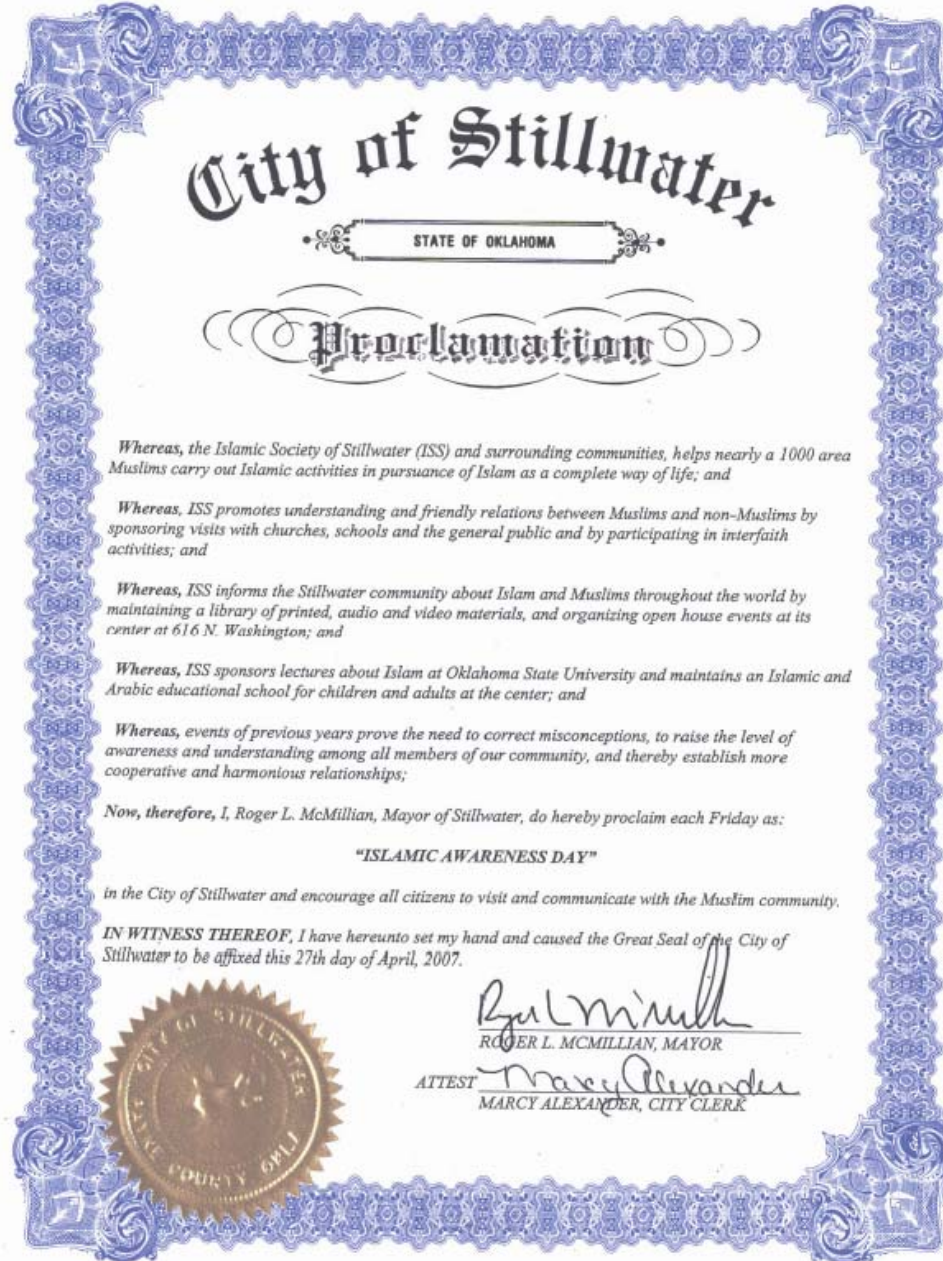 City of Stillwater
STATE OF OKLAHOMA
Proclamation
Whereas, the Islamic Society of Stillwater (ISS) and surrounding communities, helps nearly a 1000 area
Muslims carry out Islamic activities in pursuance of Islam as a complete way of life; and
Whereas, ISS promotes understanding and friendly relations between Muslims and non-Muslims by
sponsoring visits with churches, schools and the general public and by participating in interfaith
activities; and
Whereas, ISS informs the Stillwater community about Islam and Muslims throughout the world by
maintaining a library of printed, audio and video materials, and organizing open house events at its
center at 616 N. Washington; and
Whereas, ISS sponsors lectures about Islam at Oklahoma State University and maintains an Islamic and
Arabic educational school for children and adults at the center; and
Whereas, events of previous years prove the need to correct misconceptions, to raise the level of
awareness and understanding among all members of our community, and thereby establish more
cooperative and harmonious relationships;
Now, therefore, I, Roger L. McMillian, Mayor of Stillwater, do hereby proclaim each Friday as:
"ISLAMIC AWARENESS DAY"
in the City of Stillwater and encourage all citizens to visit and communicate with the Muslim community.
IN WITNESS THEREOF, I have hereunto set my hand and caused the Great Seal of the City of
Stillwater to be affixed this 27th day of April, 2007.
ROGER L. MCMILLIAN, MAYOR
ATTEST Marcy Alexander
MARCY ALEXANDER, CITY CLERK
CITY OF STILLWATER
COUNTY